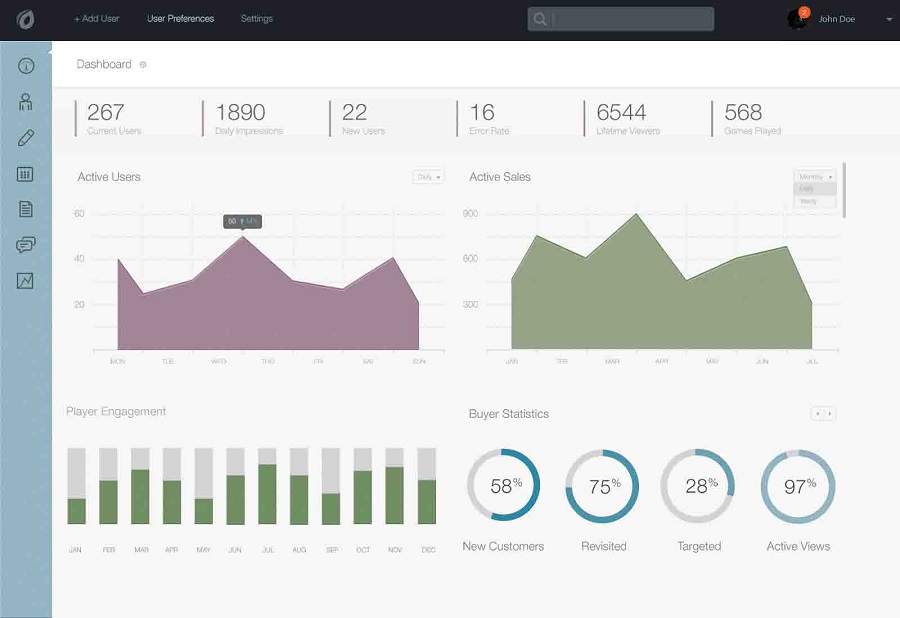 + Add User
User Preferences
Settings
2
John Doe
Dashboard
267
Current Users
1890
Daily Impressions
22
New Users
16
Error Rate
6544
Lifetime Viewers
568
Games Played
Active Users
Daily
60
40
20
50
MON
TUE
WED
THU
FRI
SAT
SUN
Active Sales
Monthly
Daily
Yearly
900
600
300
JAN
FEB
MAR
APR
MAY
JUN
JUL
Player Engagement
JAN
FEB
MAR
APR
MAY
JUN
JUL
AUG
SEP
OCT
NOV
DEC
Buyer Statistics
58%
75%
28%
97%
New Customers
Revisited
Targeted
Active Views